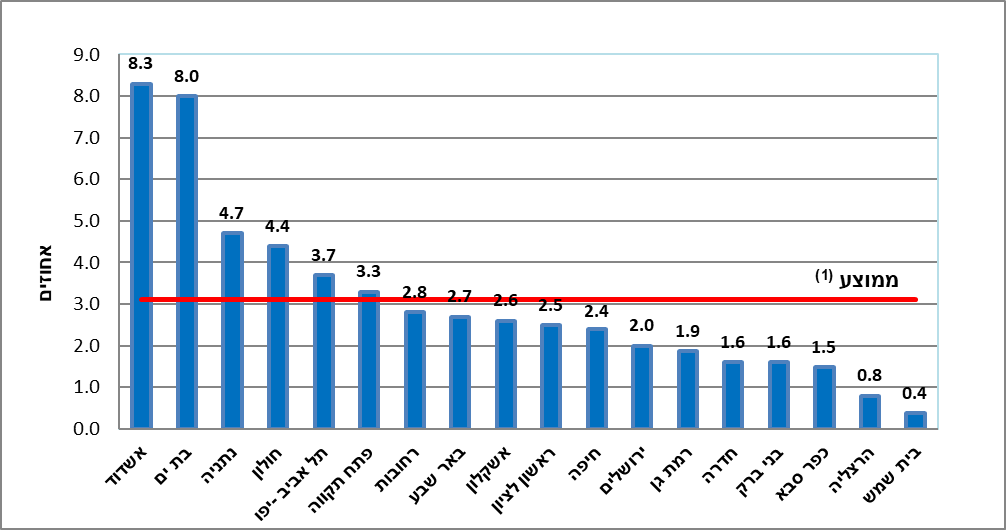 9.0
8.0
7.0
6.0
5.0
4.0
3.0
2.0
1.0
0.0
אחוזים
8.3
8.0
4.7
4.4
3.7
3.3
2.8
2.7
2.6
2.5
2.4
2.0
1.9
1.6
1.6
1.5
0.8
0.4
ממוצע (1)
אשדוד
בת ים
נתניה
חולון
תל אביב -יפו
פתח תקווה
רחובות
באר שבע
אשקלון
ראשון לציון
חיפה
ירושלים
רמת גן
חדרה
בני ברק
כפר סבא
הרצליה
בית שמש